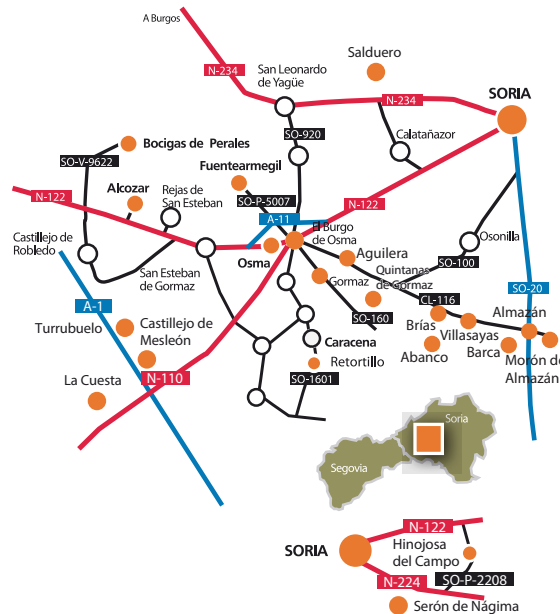 A Burgos
Salduero
N-234
San Leonardo
de Yagüe
SORIA
N-234
SO-920
Calatañazor
Bocigas de Perales
SO-V-9622
Fuentearmegil
Alcozar
Rejas de
San Esteban
N-122
SO-P-5007
N-122
A-11
El Burgo
de Osma
Castillejo de
Robledo
Osonilla
Osma
Aguilera
SO-100
San Esteban
de Gormaz
Gormaz
Quintanas
de Gormaz
SO-20
A-1
CL-116
Almazán
SO-160
Turrubuelo
Castillejo de
Mesleón
Caracena
Brías
Villasayas
Retortillo
Abanco
Barca
Morón de
Almazán
La Cuesta
N-110
SO-1601
Soria
Segovia
N-122
SORIA
Hinojosa
del Campo
N-224
SO-P-2208
Serón de Nágima